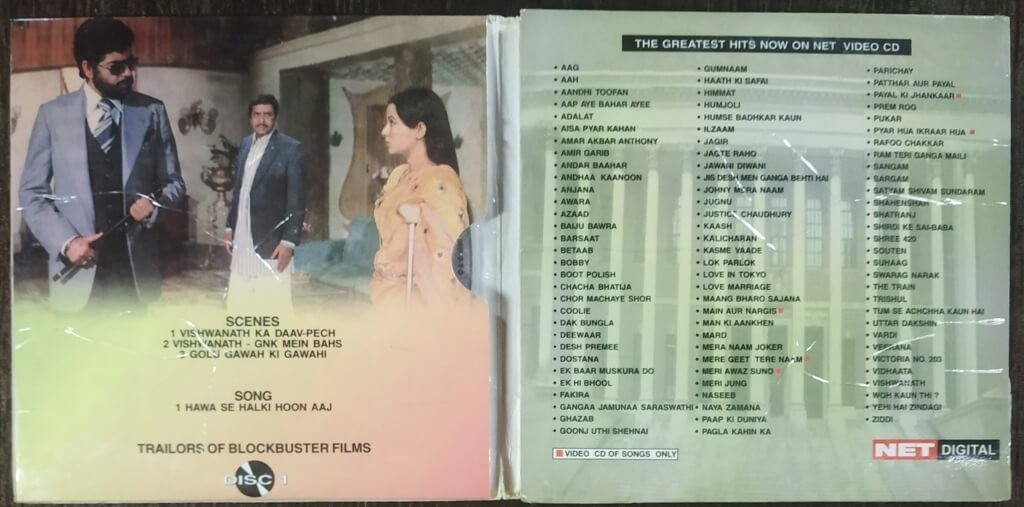 SCENES
1 VISHWANATH KA DAAV-PECH
2 VISHWANATH - GNK MEIN BAHS
3 GOLU GAWAH KI GAWAHI
SONG
1 HAWA SE HALKI HOON AAJ
TRAILORS OF BLOCKBUSTER FILMS
DISC 1
THE GREATEST HITS NOW ON NET VIDEO CD
• AAG
• AAH
• AANDHI TOOFAN
• AAP AYE BAHAR AYEE
• ADALAT
• AISA PYAR KAHAN
• AMAR AKBAR ANTHONY
• AMIR GARIB
• ANDAR BAAHAR
• ANDHAA KAANOON
• ANJANA
• AWARA
• AZAAD
• BAIJU BAWRA
• BARSAAT
• BETAAB
• BOBBY
• BOOT POLISH
• CHACHA BHATIJA
• CHOR MACHAYE SHOR
• COOLIE
• DAK BUNGLA
• DEEWAAR
• DESH PREMEE
• DOSTANA
• EK BAAR MUSKURA DO
• EK HI BHOOL
• FAKIRA
• GANGAA JAMUNAA SARASWATHI
• GHAZAB
• GOONJ UTHI SHEHNAI
• GUMNAAM
• HAATH KI SAFAI
• HIMMAT
• HUMJOLI
• HUMSE BADHKAR KAUN
• ILZAAM
• JAGIR
• JAGTE RAHO
• JAWARI DIWANI
• JIS DESH MEN GANGA BEHTI HAI
• JOHNY MERA NAAM
• JUGNU
• JUSTICE CHAUDHURY
• KAASH
• KALICHARAN
• KASME VAADE
• LOK PARLOK
• LOVE IN TOKYO
• LOVE MARRIAGE
• MAANG BHARO SAJANA
• MAIN AUR NARGIS
• MAN KI AANKHEN
• MARD
• MERA NAAM JOKER
• MERE GEET TERE NAAM
• MERI AWAZ SUNO
• MERI JUNG
• NASEEB
• NAYA ZAMANA
• PAAP KI DUNIYA
• PAGLA KAHIN KA
• PARICHAY
• PATTHAR AUR PAYAL
• PAYAL KI JHANKAAR
• PREM ROG
• PUKAR
• PYAR HUA IKRAAR HUA
• RAFOO CHAKKAR
• RAM TERI GANGA MAILI
• SANGAM
• SARGAM
• SATYAM SHIVAM SUNDARAM
• SHAHENSHAH
• SHATRANJ
• SHIRDI KE SAI-BABA
• SHREE 420
• SOUTEN
• SUHAAG
• SWARAG NARAK
• THE TRAIN
• TRISHUL
• TUM SE ACHCHHA KAUN HAI
• UTTAR DAKSHIN
• VARDI
• VEERANA
• VICTORIA NO. 203
• VIDHAATA
• VISHWANATH
• WOH KAUN THI ?
• YEHI HAI ZINDAGI
• ZIDDI
VIDEO CD OF SONGS ONLY
NET DIGITAL